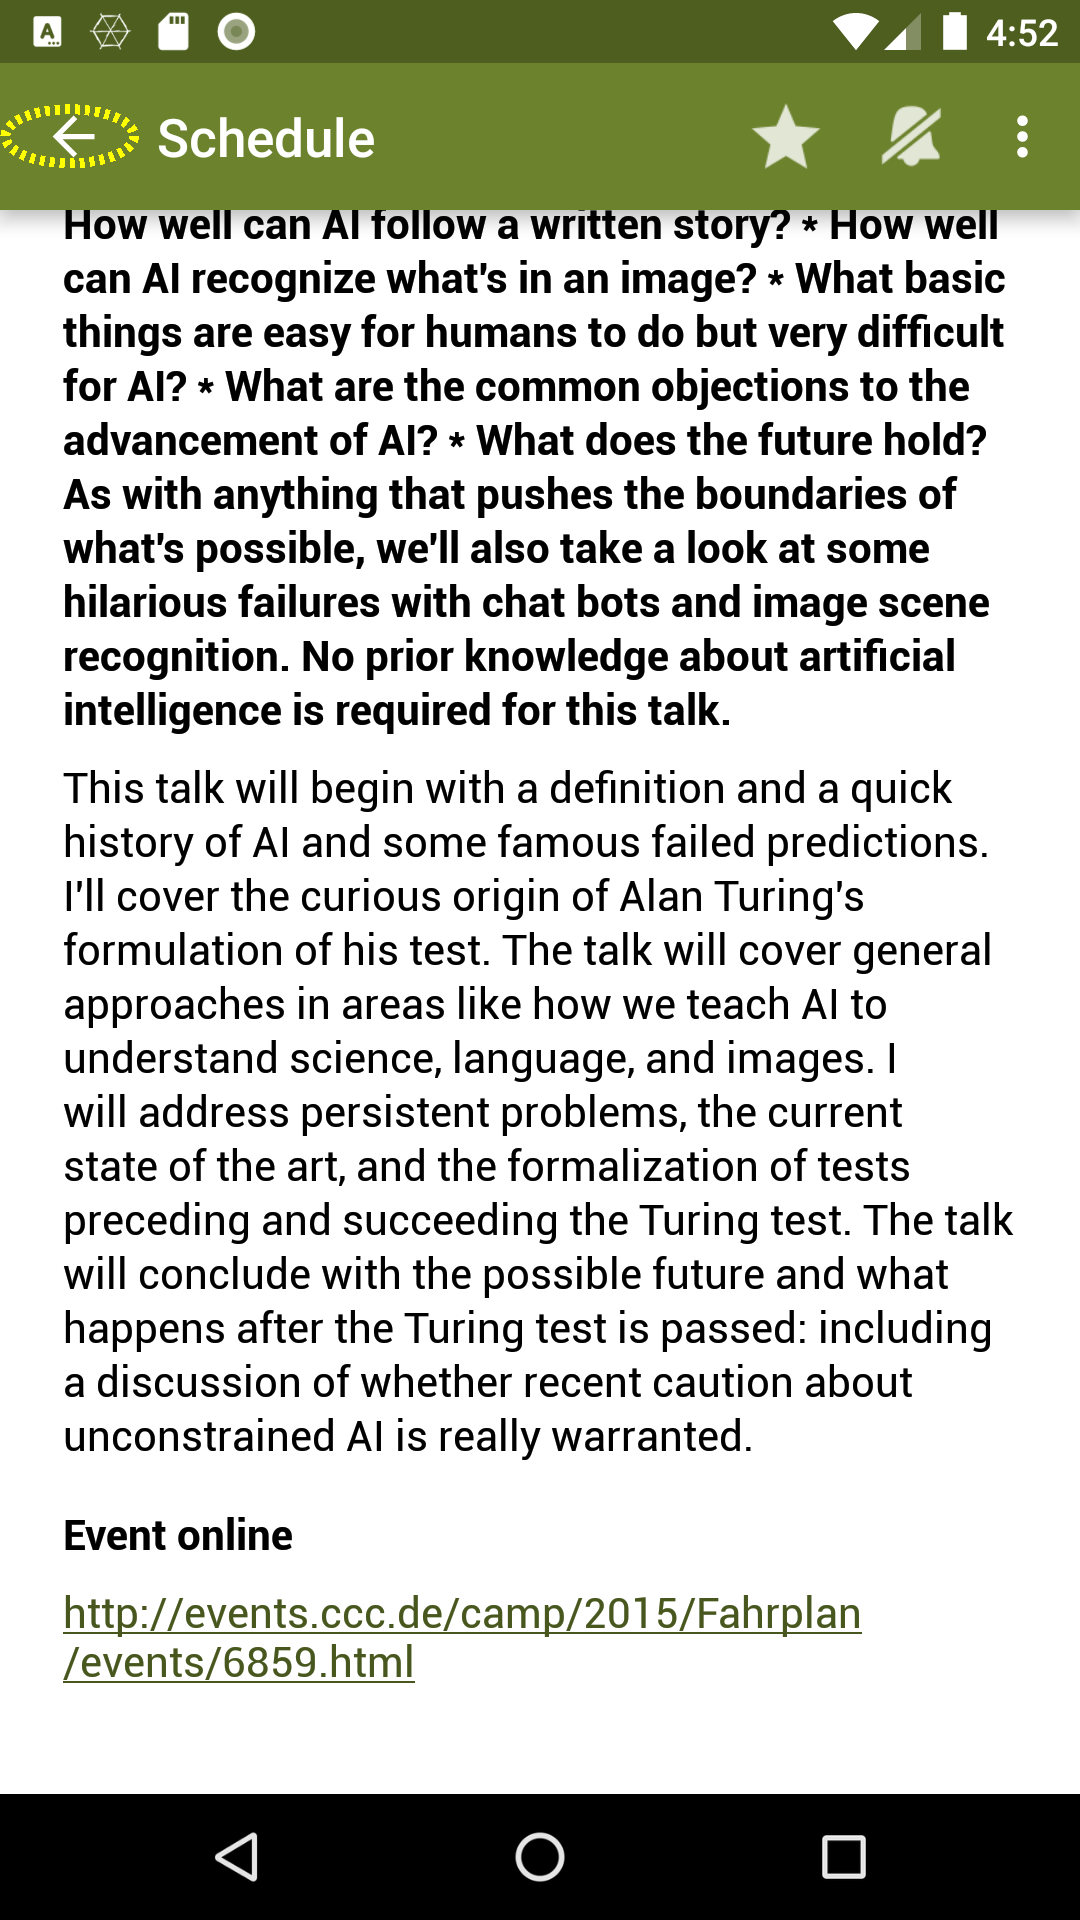 4:52
Schedule
How well can AI follow a written story? * How well
can AI recognize what's in an image? * What basic
things are easy for humans to do but very difficult
for AI? * What are the common objections to the
advancement of AI? * What does the future hold?
As with anything that pushes the boundaries of
what's possible, we'll also take a look at some
hilarious failures with chat bots and image scene
recognition. No prior knowledge about artificial
intelligence is required for this talk.
This talk will begin with a definition and a quick
history of AI and some famous failed predictions.
I'll cover the curious origin of Alan Turing's
formulation of his test. The talk will cover general
approaches in areas like how we teach AI to
understand science, language, and images. I
will address persistent problems, the current
state of the art, and the formalization of tests
preceding and succeeding the Turing test. The talk
will conclude with the possible future and what
happens after the Turing test is passed: including
a discussion of whether recent caution about
unconstrained AI is really warranted.
Event online
http://events.ccc.de/camp/2015/Fahrplan
/events/6859.html